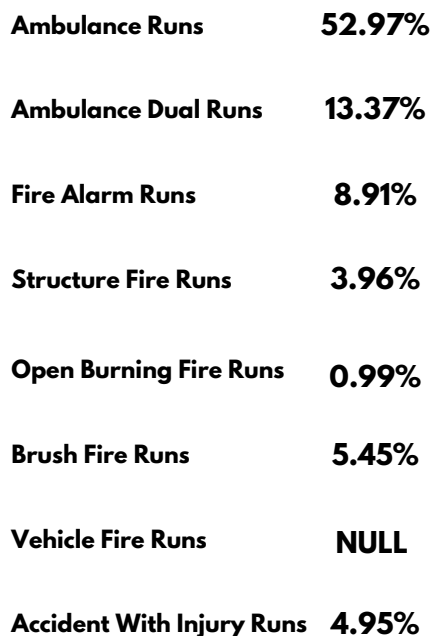 Ambulance Runs 52.97%
Ambulance Dual Runs 13.37%
Fire Alarm Runs 8.91%
Structure Fire Runs 3.96%
Open Burning Fire Runs 0.99%
Brush Fire Runs 5.45%
Vehicle Fire Runs NULL
Accident With Injury Runs 4.95%